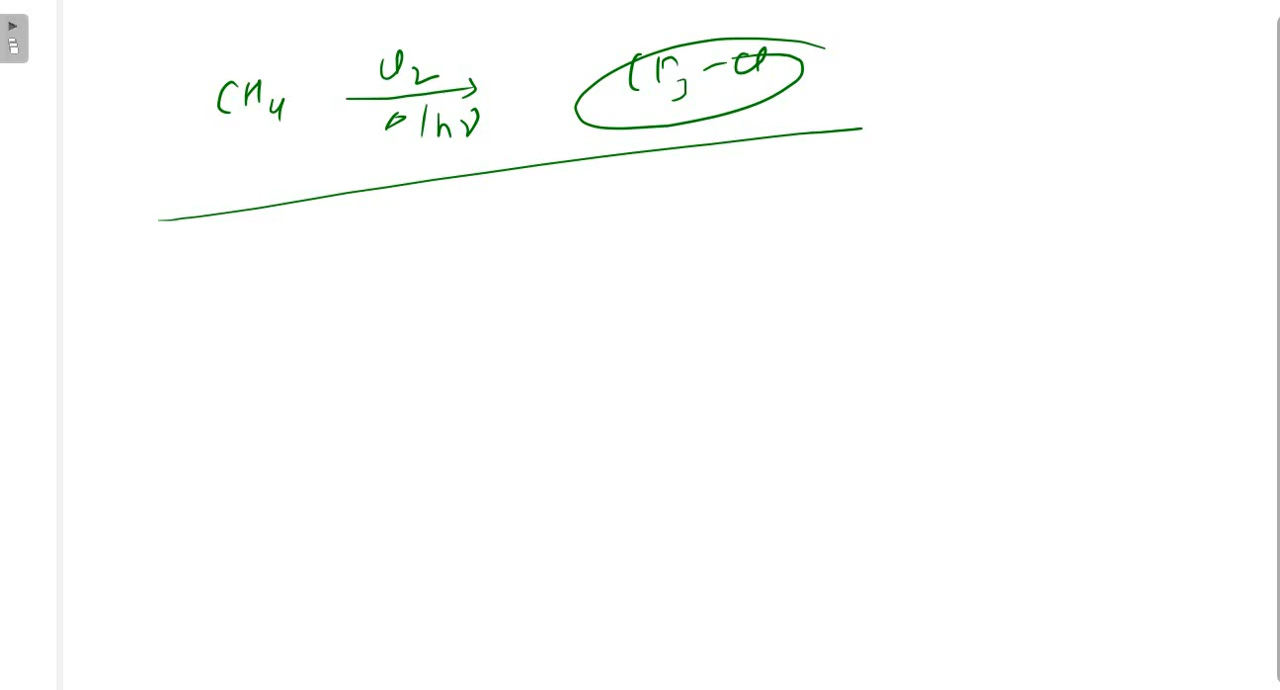 CH₄ Cl₂ → Δ/hν CH₃-Cl